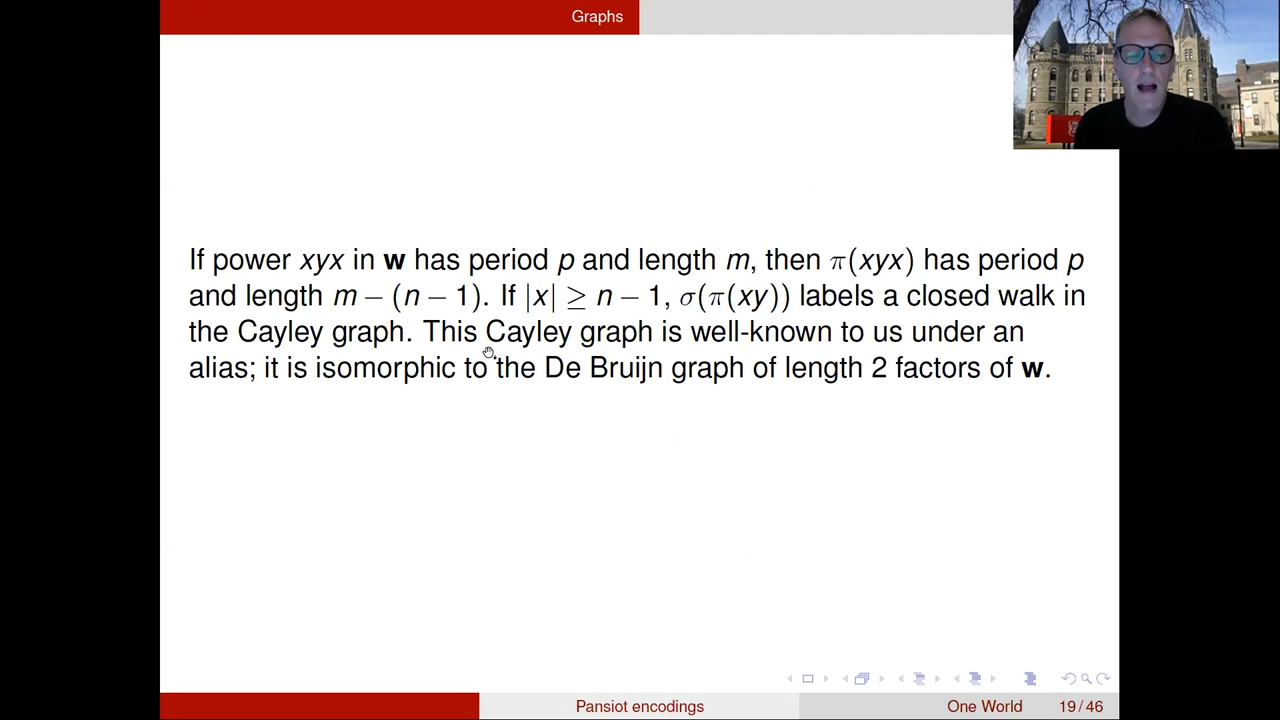 Graphs
If power xyx in w has period p and length m, then π(xyx) has period p
and length m − (n − 1). If |x| ≥ n − 1, σ(π(xy)) labels a closed walk in
the Cayley graph. This Cayley graph is well-known to us under an
alias; it is isomorphic to the De Bruijn graph of length 2 factors of w.
Pansiot encodings
One World
19 / 46